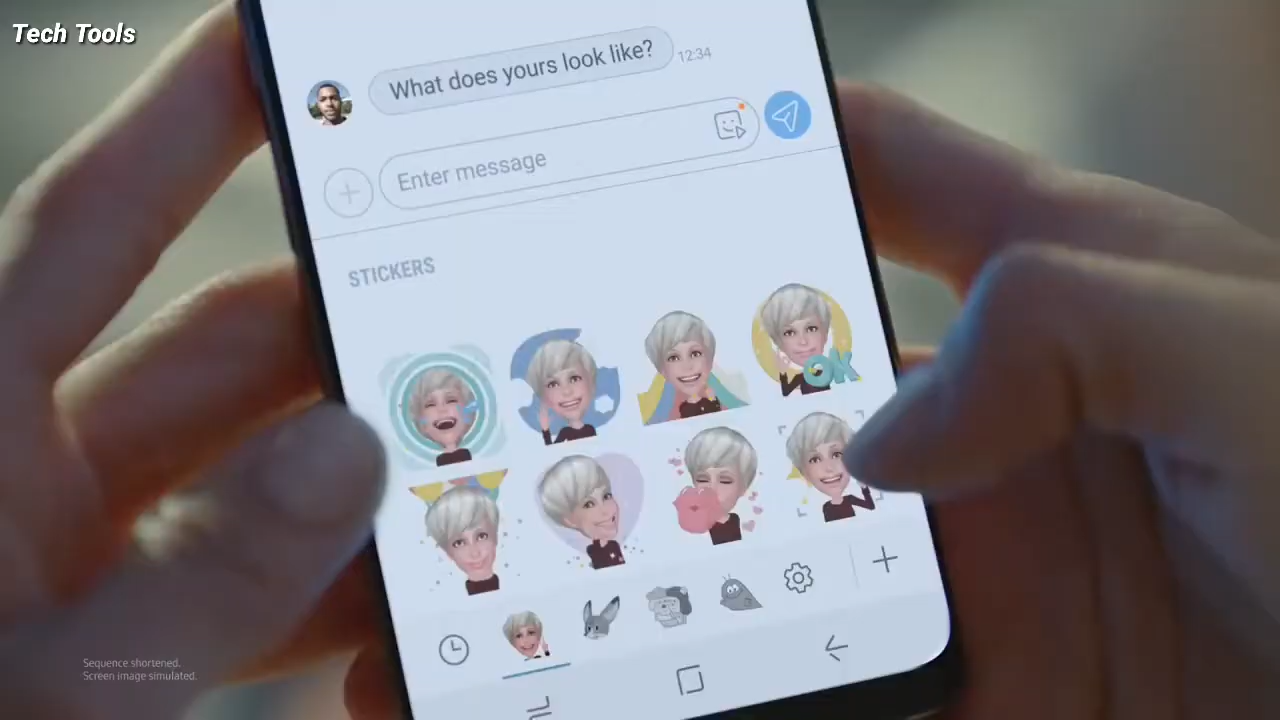 Tech Tools
What does yours look like?
12:34
Enter message
STICKERS
OK
Sequence shortened.
Screen image simulated.